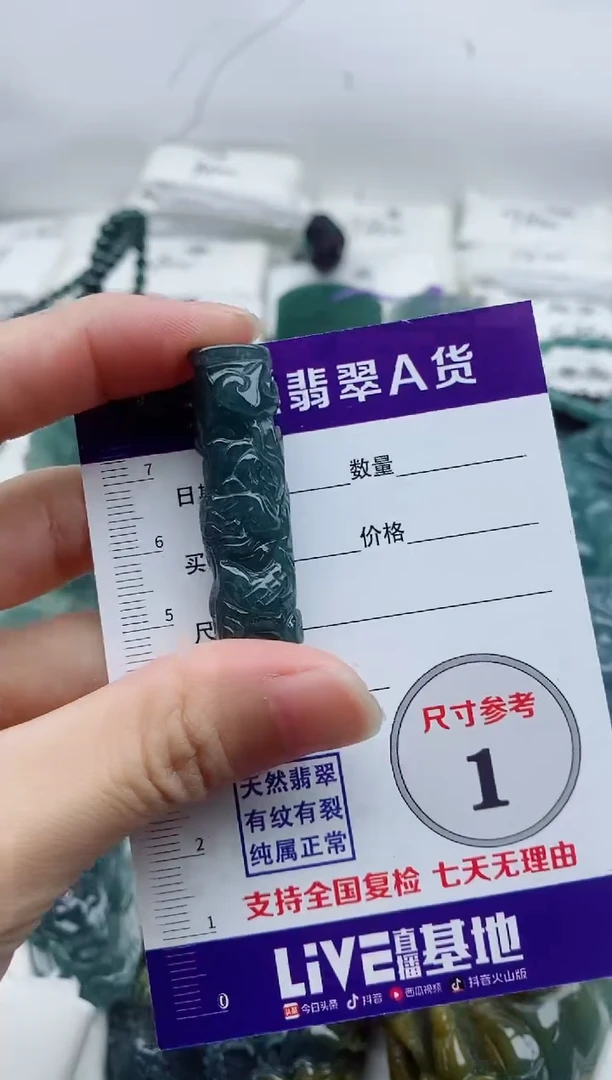 翡翠A货
数量
日期
价格
买
尺
尺寸参考
1
天然翡翠
有纹有裂
纯属正常
支持全国复检 七天无理由
LiVE直播基地
头条 今日头条 抖音 西瓜视频 抖音火山版
7
6
5
2
1
0